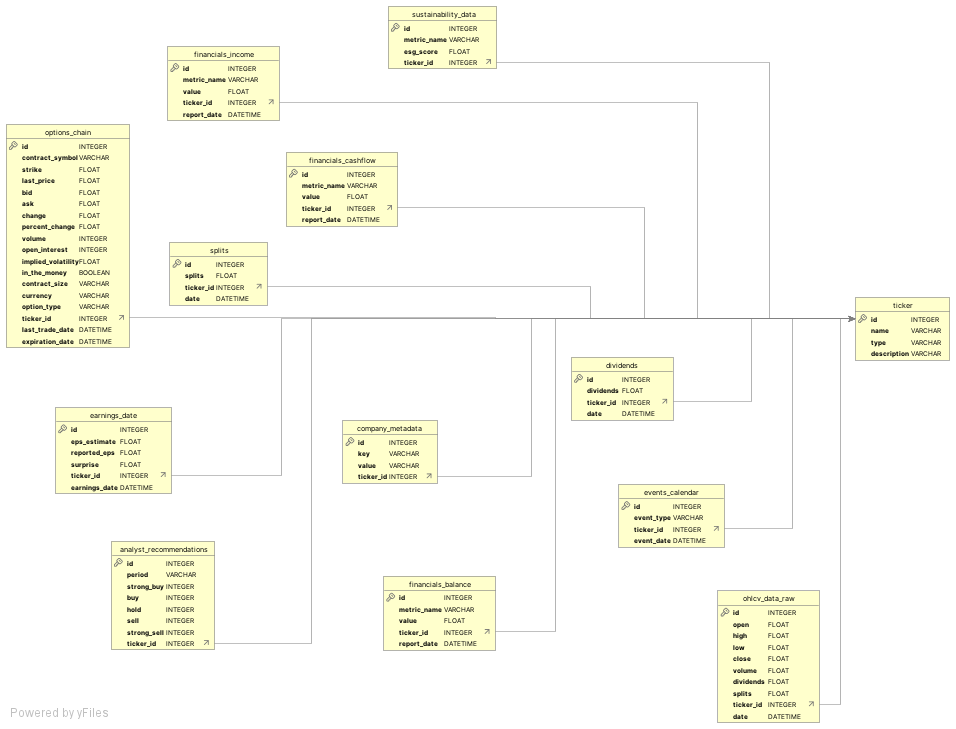 sustainability_data
id INTEGER
metric_name VARCHAR
esg_score FLOAT
ticker_id INTEGER
financials_income
id INTEGER
metric_name VARCHAR
value FLOAT
ticker_id INTEGER
report_date DATETIME
options_chain
id INTEGER
contract_symbol VARCHAR
strike FLOAT
last_price FLOAT
bid FLOAT
ask FLOAT
change FLOAT
percent_change FLOAT
volume INTEGER
open_interest INTEGER
implied_volatility FLOAT
in_the_money BOOLEAN
contract_size VARCHAR
currency VARCHAR
option_type VARCHAR
ticker_id INTEGER
last_trade_date DATETIME
expiration_date DATETIME
financials_cashflow
id INTEGER
metric_name VARCHAR
value FLOAT
ticker_id INTEGER
report_date DATETIME
splits
id INTEGER
splits FLOAT
ticker_id INTEGER
date DATETIME
ticker
id INTEGER
name VARCHAR
type VARCHAR
description VARCHAR
dividends
id INTEGER
dividends FLOAT
ticker_id INTEGER
date DATETIME
earnings_date
id INTEGER
eps_estimate FLOAT
reported_eps FLOAT
surprise FLOAT
ticker_id INTEGER
earnings_date DATETIME
company_metadata
id INTEGER
key VARCHAR
value VARCHAR
ticker_id INTEGER
events_calendar
id INTEGER
event_type VARCHAR
ticker_id INTEGER
event_date DATETIME
analyst_recommendations
id INTEGER
period VARCHAR
strong_buy INTEGER
buy INTEGER
hold INTEGER
sell INTEGER
strong_sell INTEGER
ticker_id INTEGER
financials_balance
id INTEGER
metric_name VARCHAR
value FLOAT
ticker_id INTEGER
report_date DATETIME
ohlcv_data_raw
id INTEGER
open FLOAT
high FLOAT
low FLOAT
close FLOAT
volume FLOAT
dividends FLOAT
splits FLOAT
ticker_id INTEGER
date DATETIME
Powered by yFiles